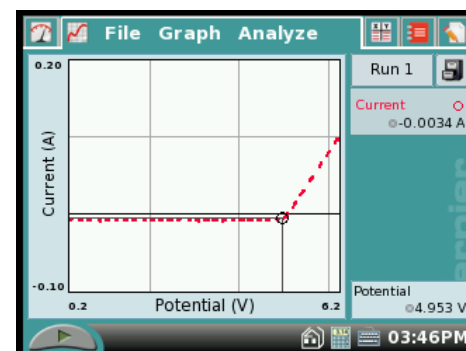 File Graph Analyze
0.20
Current (A)
-0.10
0.2
Potential (V)
6.2
Run 1
Current
-0.0034 A
Potential
4.953 V
03:46PM